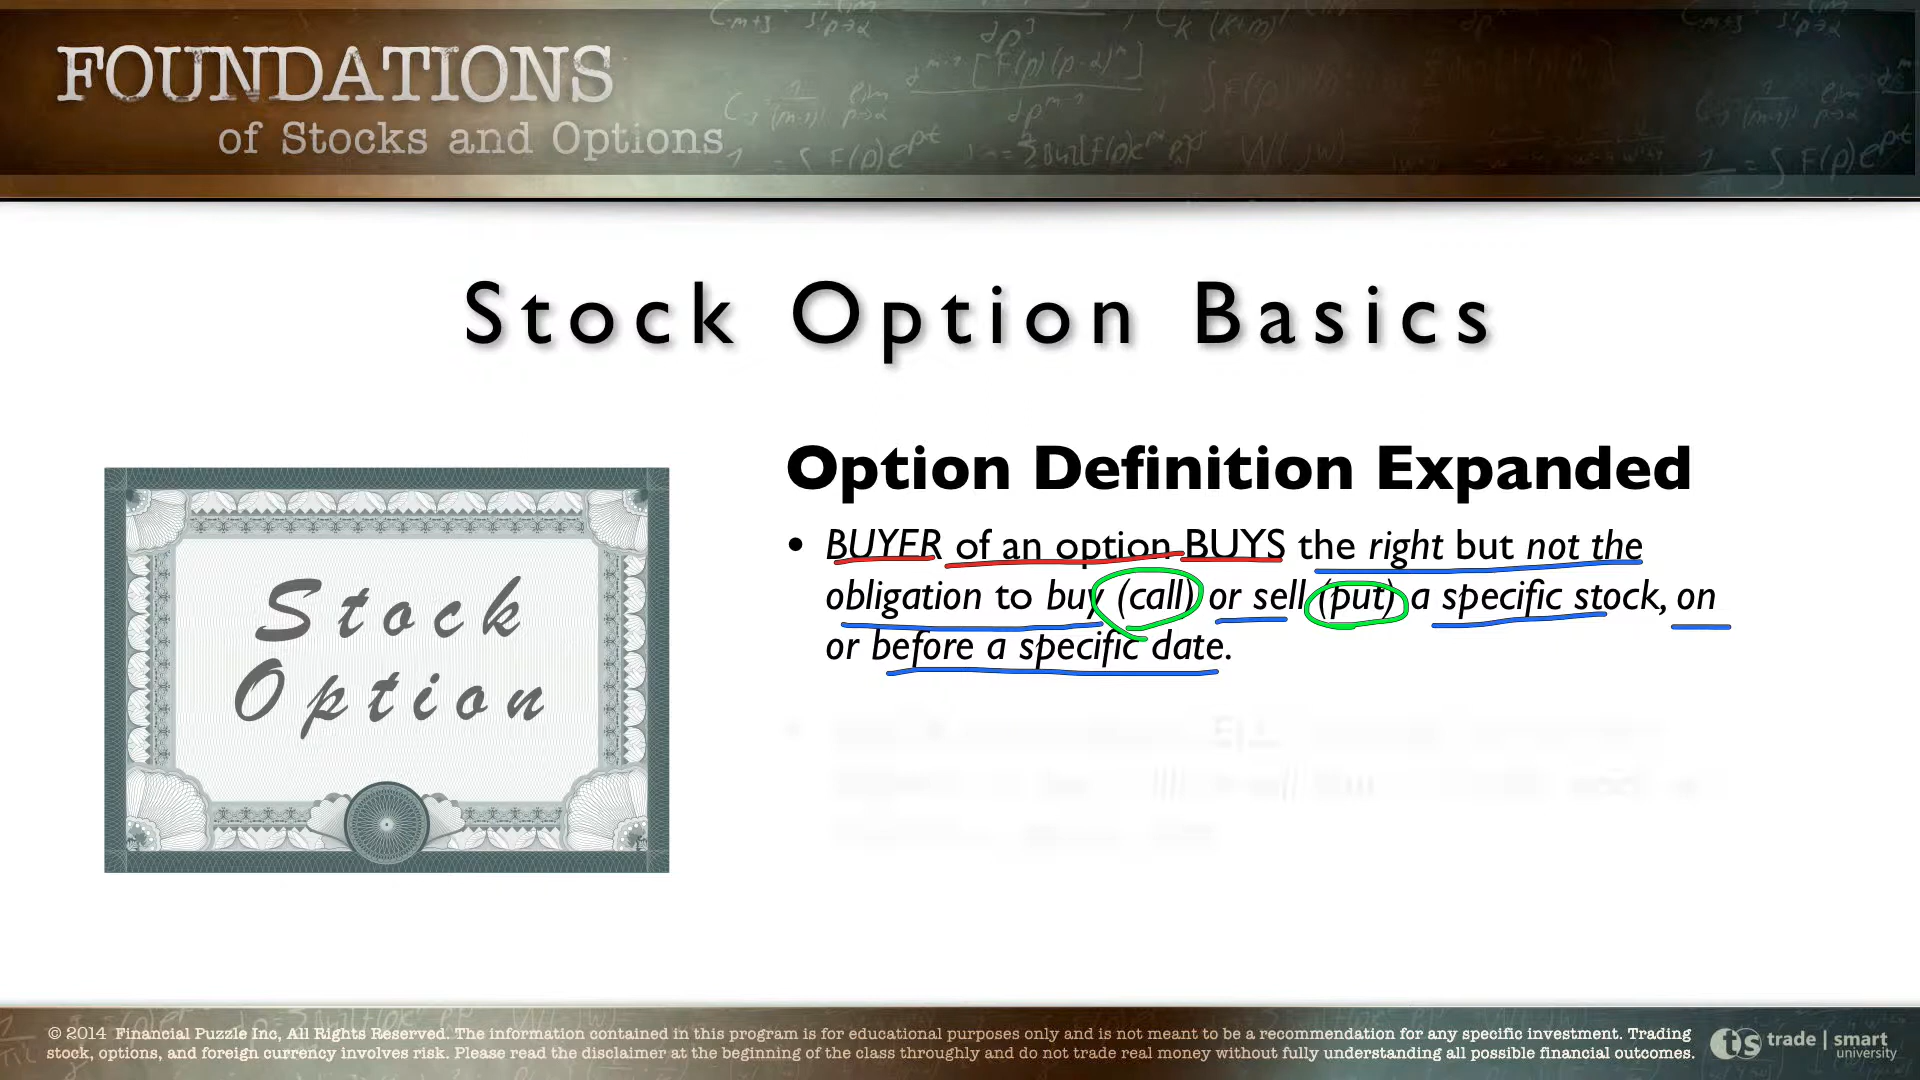 FOUNDATIONS
of Stocks and Options
Stock Option Basics
Option Definition Expanded
• BUYER of an option BUYS the right but not the
obligation to buy (call) or sell (put) a specific stock, on
or before a specific date.
Stock
Option
© 2014 Financial Puzzle Inc, All Rights Reserved. The information contained in this program is for educational purposes only and is not meant to be a recommendation for any specific investment. Trading
stock, options, and foreign currency involves risk. Please read the disclaimer at the beginning of the class throughly and do not trade real money without fully understanding all possible financial outcomes.
ts trade | smart
university